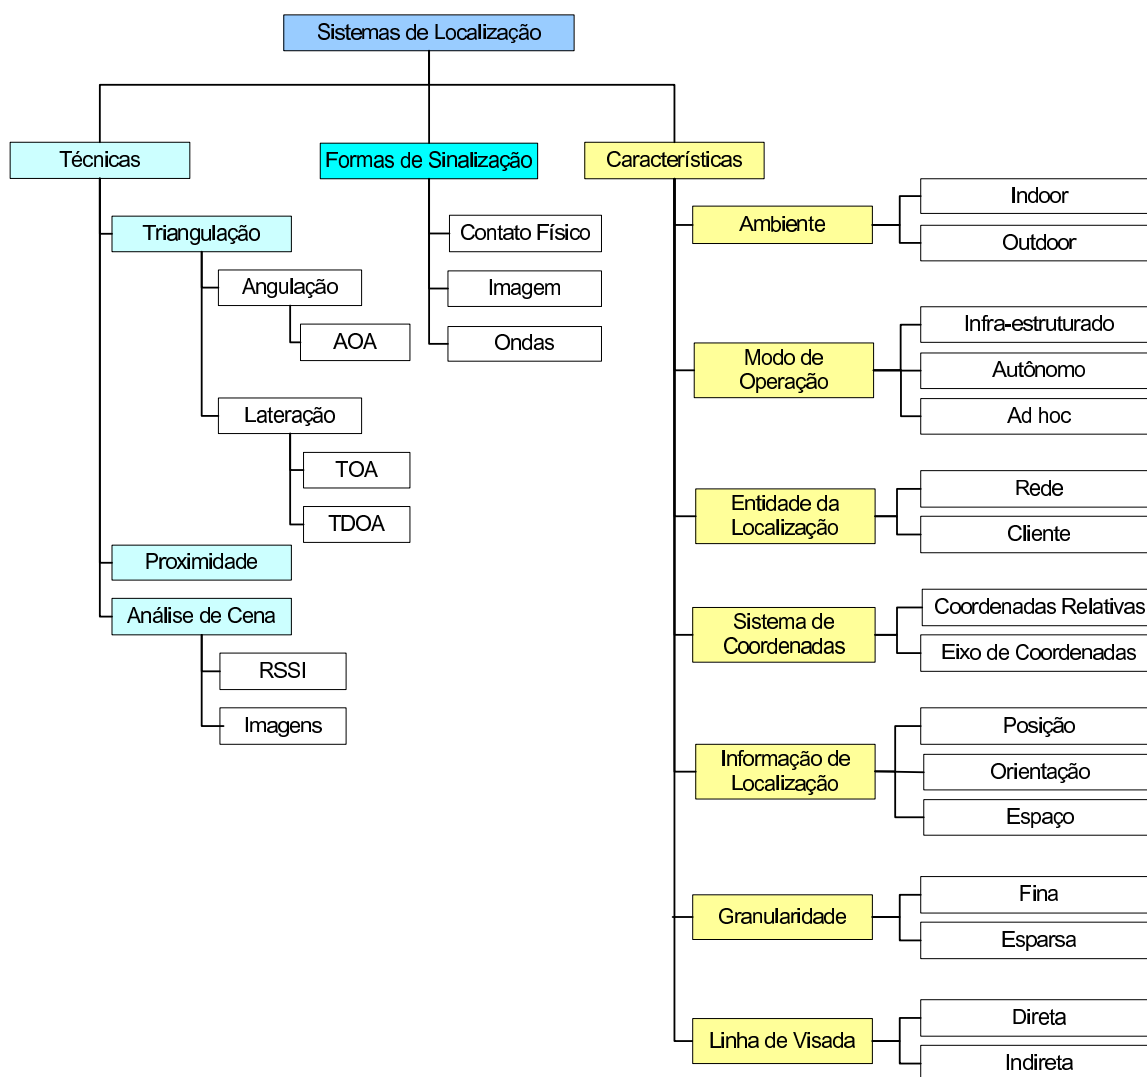 Sistemas de Localização
Técnicas
Formas de Sinalização
Características
Triangulação
Angulação
AOA
Lateração
TOA
TDOA
Proximidade
Análise de Cena
RSSI
Imagens
Contato Físico
Imagem
Ondas
Ambiente
Indoor
Outdoor
Modo de
Operação
Infra-estruturado
Autônomo
Ad hoc
Entidade da
Localização
Rede
Cliente
Sistema de
Coordenadas
Coordenadas Relativas
Eixo de Coordenadas
Informação de
Localização
Posição
Orientação
Espaço
Granularidade
Fina
Esparsa
Linha de Visada
Direta
Indireta